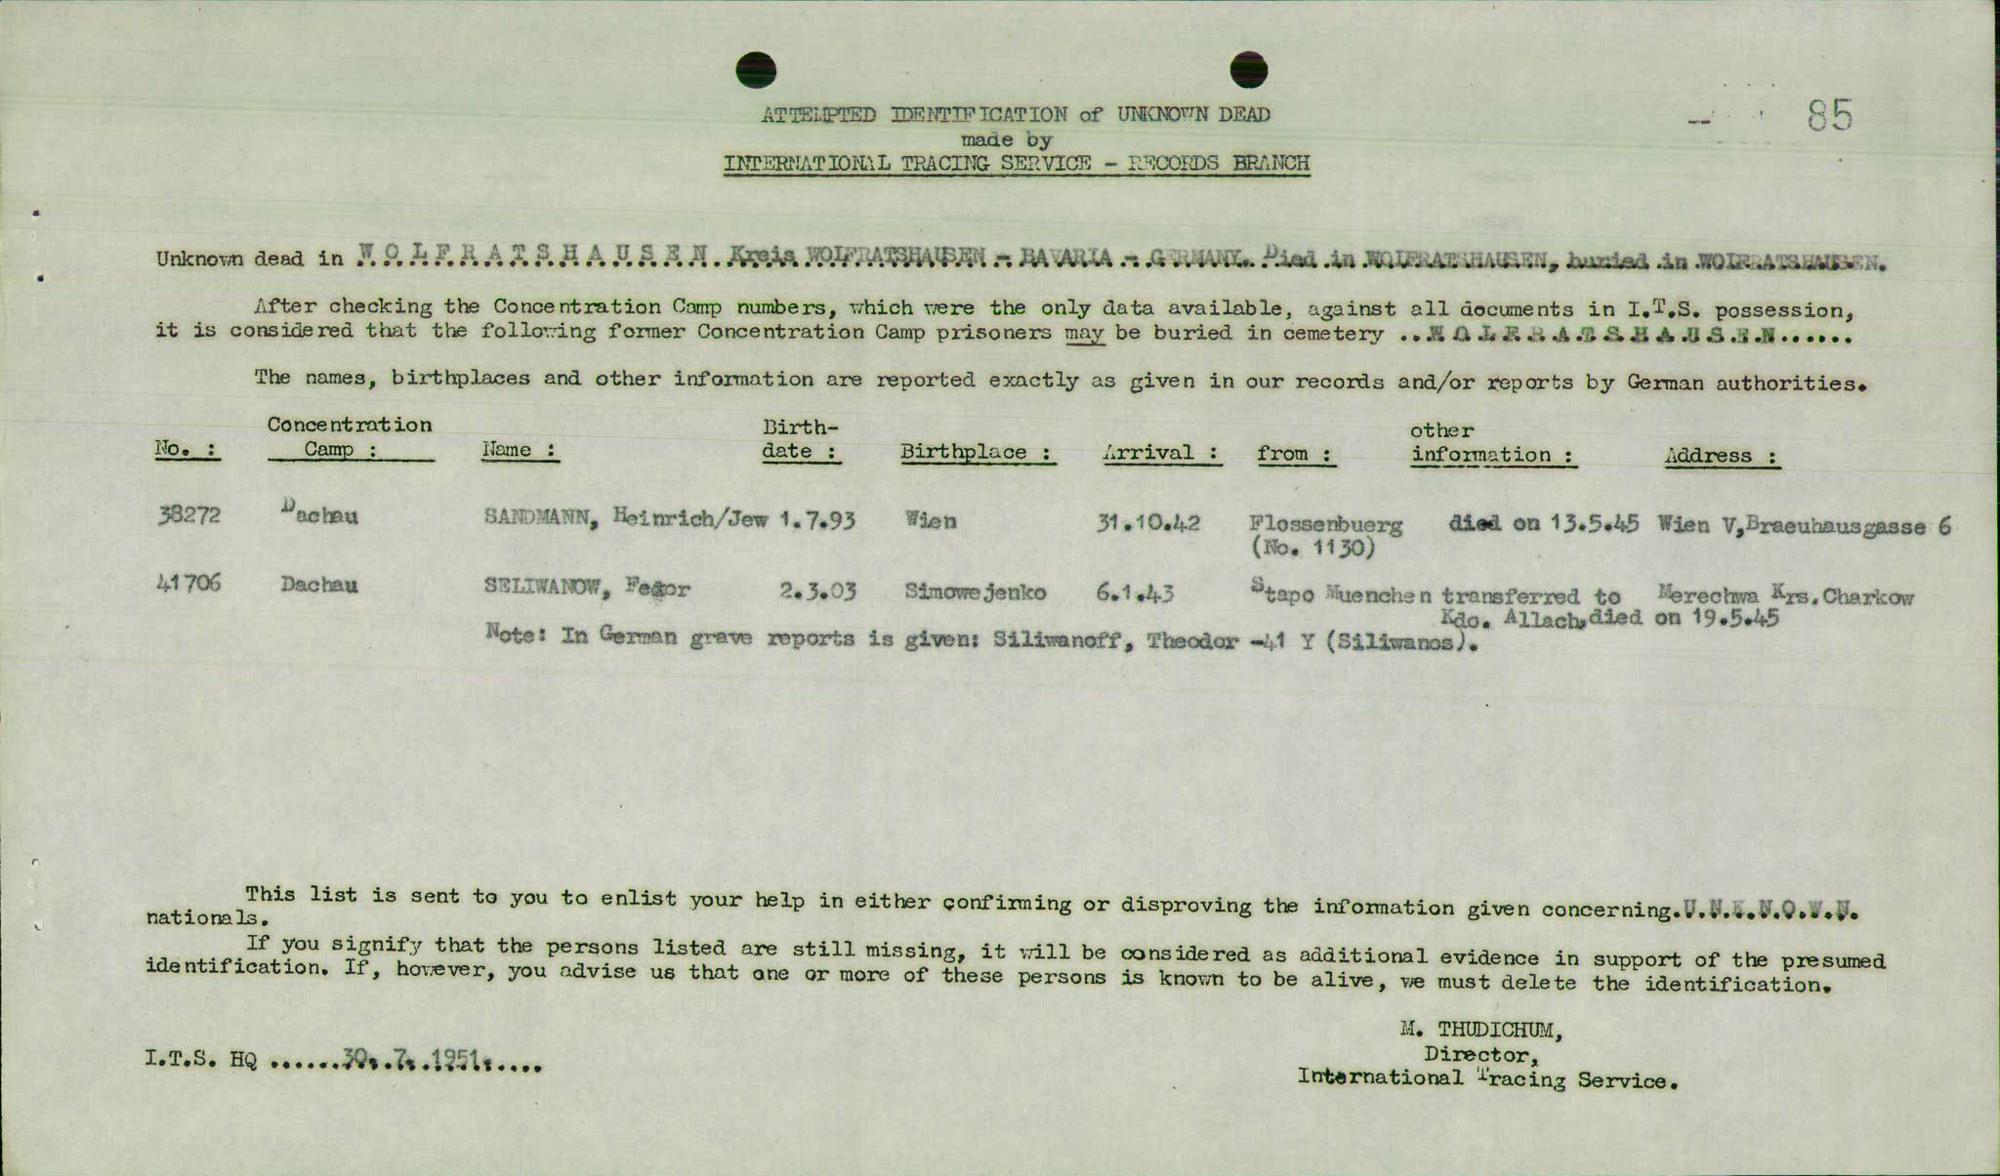 85
ATTEMPTED IDENTIFICATION of UNKNOWN DEAD
made by
INTERNATIONAL TRACING SERVICE - RECORDS BRANCH
Unknown dead in W.O.L.F.R.A.T.S.H.A.U.S.E.N. Kreis WOLFRATSHAUSEN - BAVARIA - GERMANY. Died in WOLFRATSHAUSEN, buried in WOLFRATSHAUSEN.
After checking the Concentration Camp numbers, which were the only data available, against all documents in I.T.S. possession,
it is considered that the following former Concentration Camp prisoners may be buried in cemetery ..W.O.L.F.R.A.T.S.H.A.U.S.E.N......
The names, birthplaces and other information are reported exactly as given in our records and/or reports by German authorities.
Concentration Birth- other
No. : Camp : Name : date : Birthplace : Arrival : from : information : Address :
38272 Dachau SANDMANN, Heinrich/Jew 1.7.93 Wien 31.10.42 Flossenbuerg died on 13.5.45 Wien V,Braeuhausgasse 6
(No. 1130)
41706 Dachau SELIWANOW, Fedor 2.3.03 Simowejenko 6.1.43 Stapo Muenchen transferred to Merechwa Krs.Charkow
Kdo. Allach,died on 19.5.45
Note: In German grave reports is given: Siliwanoff, Theodor -41 Y (Siliwanos).
This list is sent to you to enlist your help in either confirming or disproving the information given concerning.U.N.K.N.O.W.N.
nationals.
If you signify that the persons listed are still missing, it will be considered as additional evidence in support of the presumed
identification. If, however, you advise us that one or more of these persons is known to be alive, we must delete the identification.
M. THUDICHUM,
Director,
International Tracing Service.
I.T.S. HQ ......30..7..1951.....